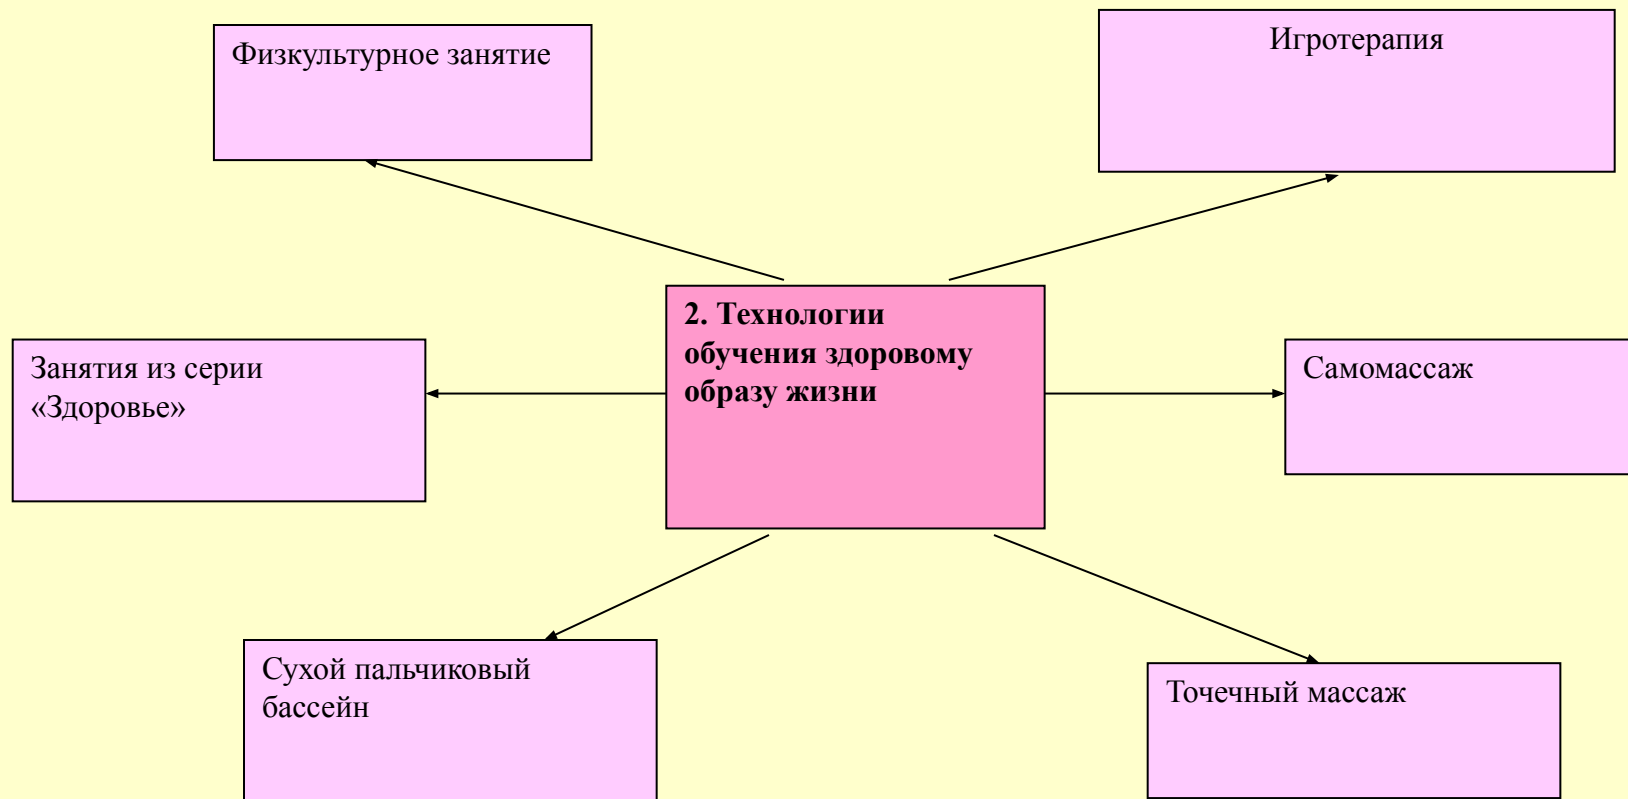 Физкультурное занятие
Игротерапия
2. Технологии
обучения здоровому
образу жизни
Занятия из серии
«Здоровье»
Самомассаж
Сухой пальчиковый
бассейн
Точечный массаж